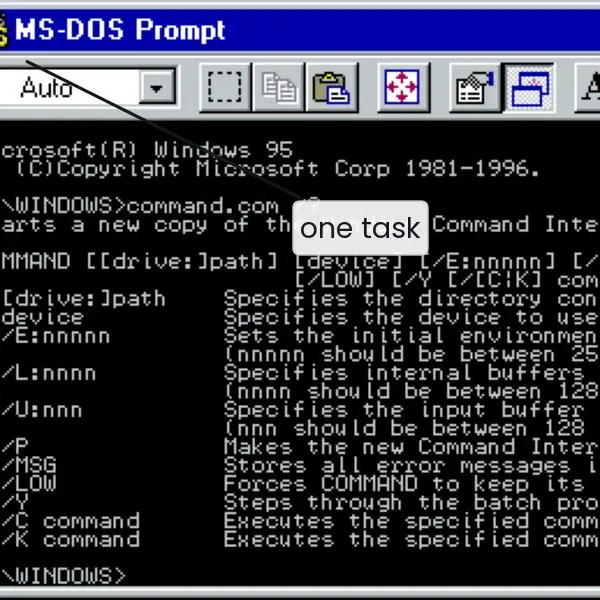 MS-DOS Prompt
Auto
A
crosoft(R) Windows 95
(C)Copyright Microsoft Corp 1981-1996.
\WINDOWS>command.com /?
arts a new copy of the Command Inte
one task
MMAND [[drive:]path] [device] [/E:nnnnn] [/
[/LOW] [/Y [/[C¦K] com
[drive:]path Specifies the directory con
device Specifies the device to use
/E:nnnnn Sets the initial environmen
(nnnnn should be between 25
/L:nnnn Specifies internal buffers
(nnnn should be between 128
/U:nnn Specifies the input buffer
(nnn should be between 128
/P Makes the new Command Inter
/MSG Stores all error messages i
/LOW Forces COMMAND to keep its
/Y Steps through the batch pro
/C command Executes the specified comm
/K command Executes the specified comm
\WINDOWS>